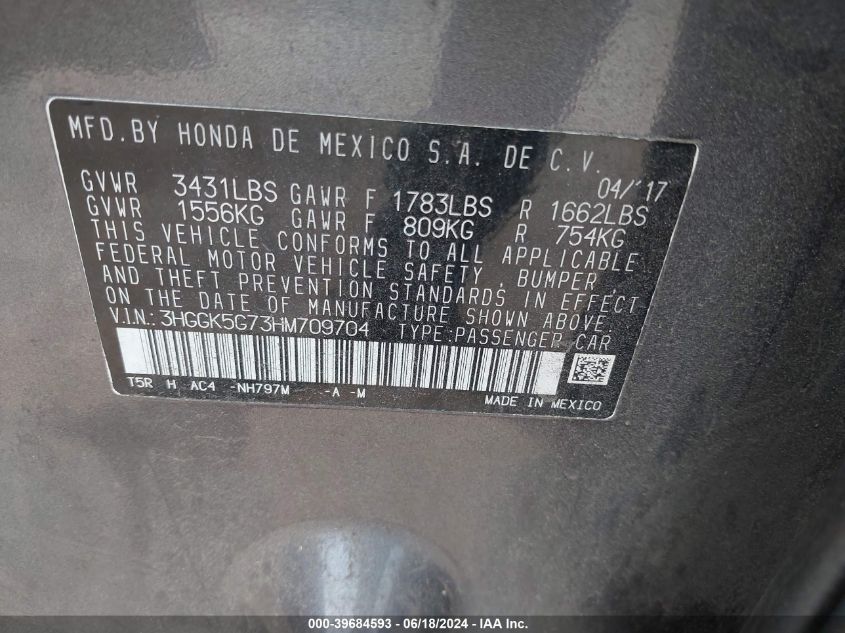 MFD.BY HONDA DE MEXICO S.A. DE C.V.
04/'17
GVWR 3431LBS GAWR F 1783LBS R 1662LBS
GVWR 1556KG GAWR F 809KG R 754KG
THIS VEHICLE CONFORMS TO ALL APPLICABLE
FEDERAL MOTOR VEHICLE SAFETY, BUMPER,
AND THEFT PREVENTION STANDARDS IN EFFECT
ON THE DATE OF MANUFACTURE SHOWN ABOVE.
V.I.N.: 3HGGK5G73HM709704 TYPE:PASSENGER CAR
T5R H AC4 -NH797M -A -M
MADE IN MEXICO
000-39684593 - 06/18/2024 - IAA Inc.